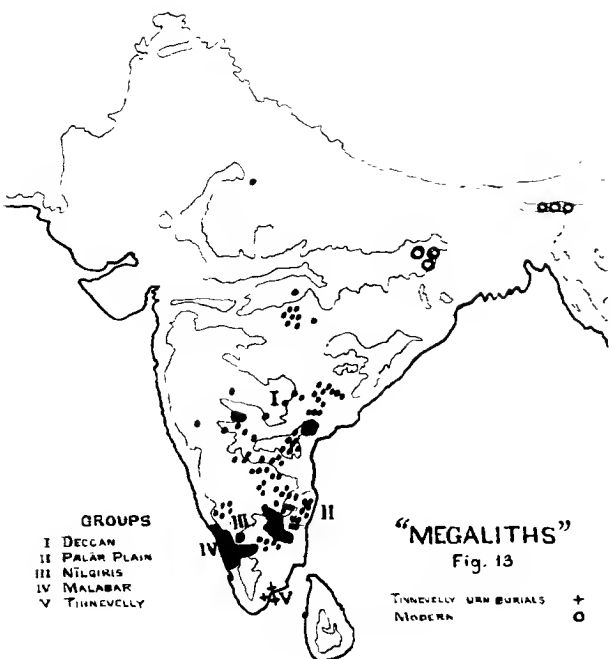 I
II
III
IV
V
GROUPS
I DECCAN
II PALĀR PLAIN
III NĪLGIRIS
IV MALABAR
V TINNEVELLY
"MEGALITHS"
Fig. 13
TINNEVELLY URN BURIALS +
MODERN O